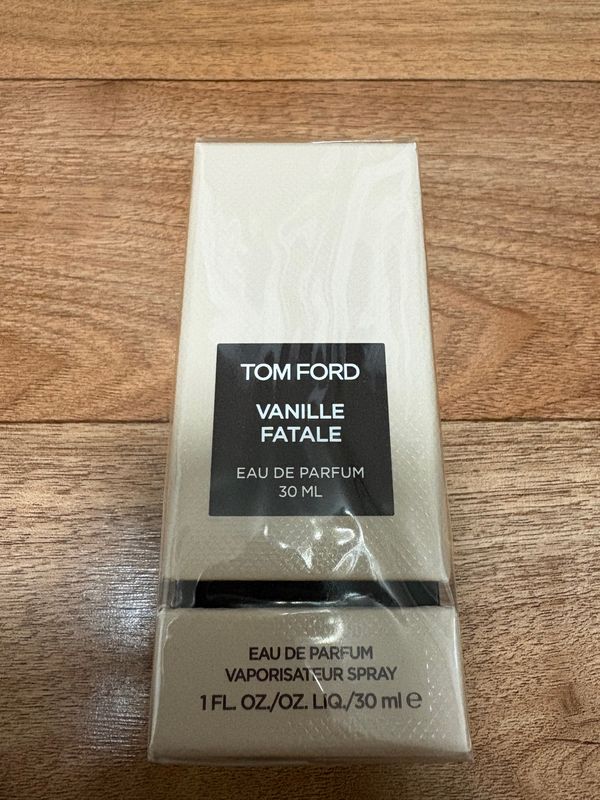 TOM FORD
VANILLE
FATALE
EAU DE PARFUM
30 ML
EAU DE PARFUM
VAPORISATEUR SPRAY
1 FL. OZ./OZ. LIQ./30 ml ℮